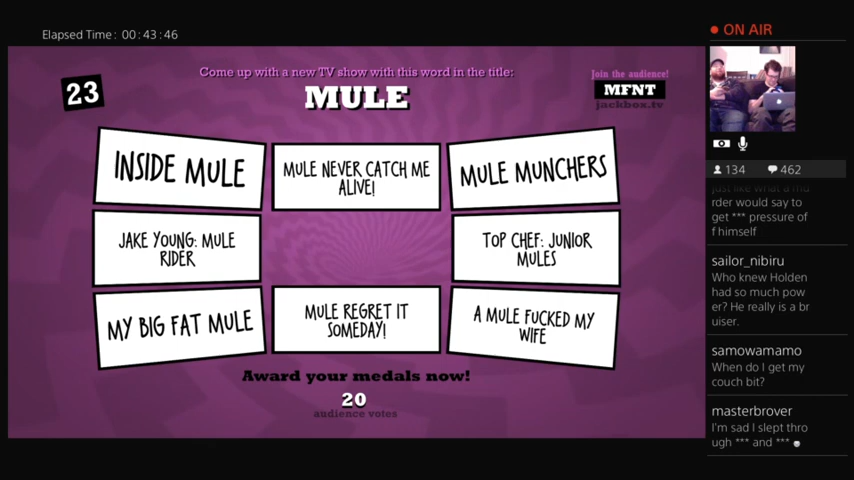 Elapsed Time: 00:43:46
ON AIR
Come up with a new TV show with this word in the title:
MULE
23
Join the audience!
MFNT
jackbox.tv
INSIDE MULE
MULE NEVER CATCH ME
ALIVE!
MULE MUNCHERS
JAKE YOUNG: MULE
RIDER
TOP CHEF: JUNIOR
MULES
MY BIG FAT MULE
MULE REGRET IT
SOMEDAY!
A MULE FUCKED MY
WIFE
Award your medals now!
20
audience votes
134
462
just like what a mu
rder would say to
get *** pressure of
f himself
sailor_nibiru
Who knew Holden
had so much pow
er? He really is a br
uiser.
samowamamo
When do I get my
couch bit?
masterbrover
I'm sad I slept thro
ugh *** and ***